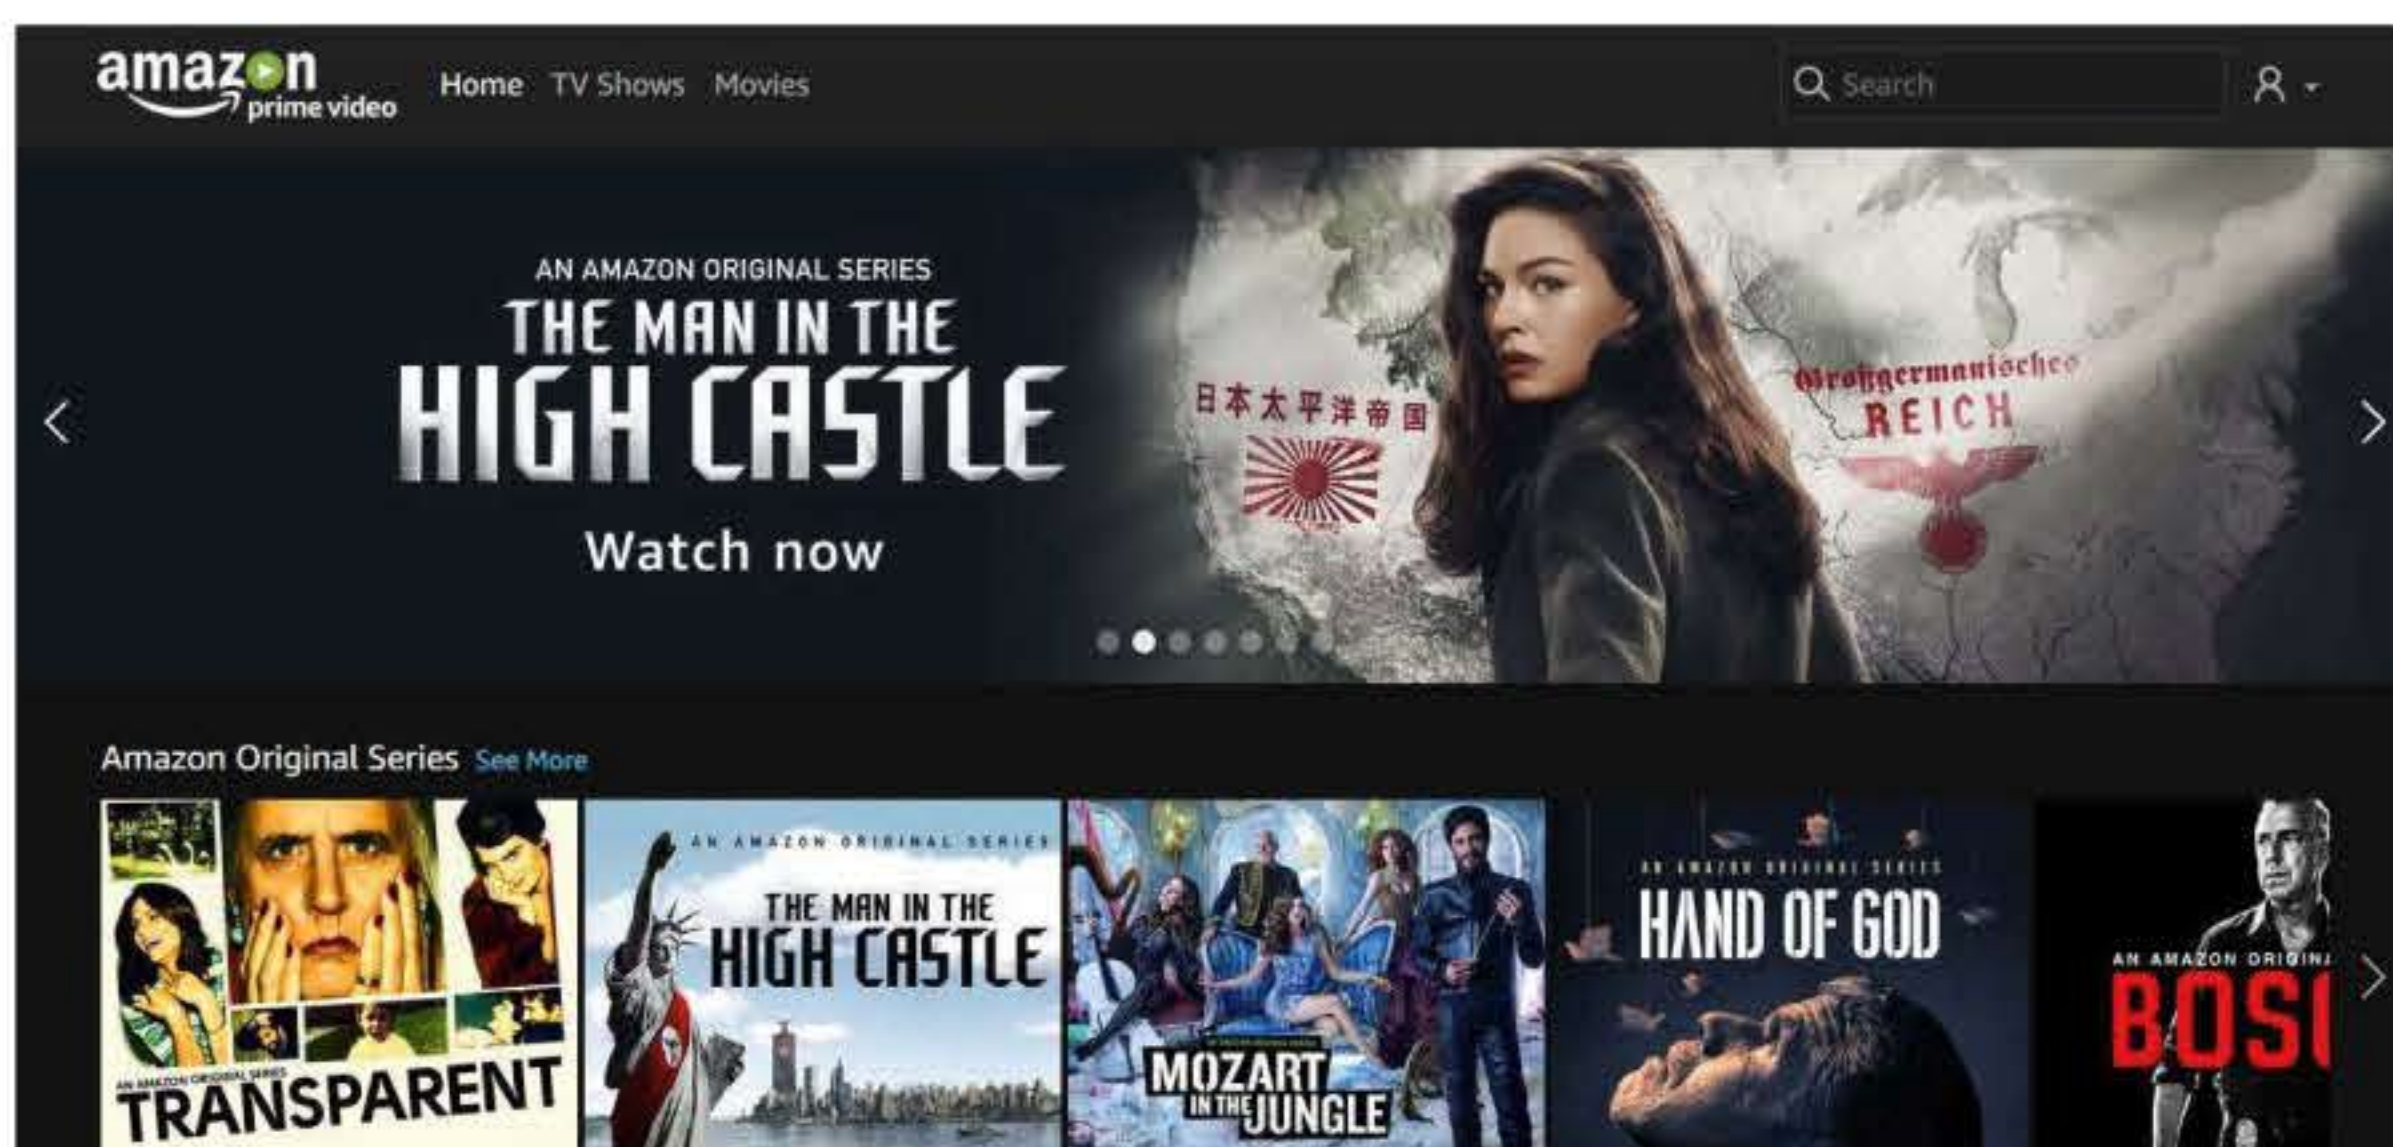 amazon
prime video
Home
TV Shows
Movies
Search
AN AMAZON ORIGINAL SERIES
THE MAN IN THE
HIGH CASTLE
Watch now
日本太平洋帝国
Großgermanisches
REICH
Amazon Original Series See More
AN AMAZON ORIGINAL SERIES
TRANSPARENT
AN AMAZON ORIGINAL SERIES
THE MAN IN THE
HIGH CASTLE
MOZART
IN THE JUNGLE
AN AMAZON ORIGINAL SERIES
HAND OF GOD
AN AMAZON ORIGINA
BOS